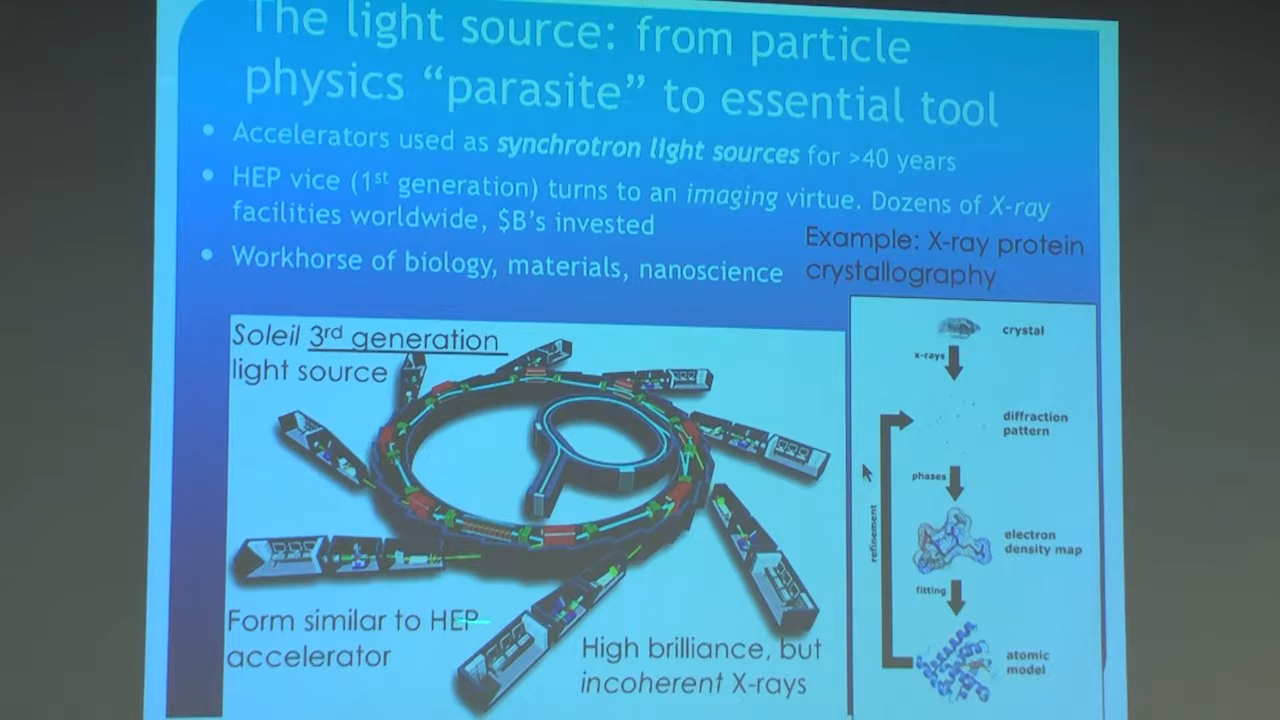 The light source: from particle
physics “parasite” to essential tool
• Accelerators used as synchrotron light sources for >40 years
• HEP vice (1st generation) turns to an imaging virtue. Dozens of X-ray
facilities worldwide, $B’s invested
• Workhorse of biology, materials, nanoscience
Example: X-ray protein
crystallography
Soleil 3rd generation
light source
Form similar to HEP
accelerator
High brilliance, but
incoherent X-rays
crystal
x-rays
diffraction
pattern
phases
refinement
electron
density map
fitting
atomic
model